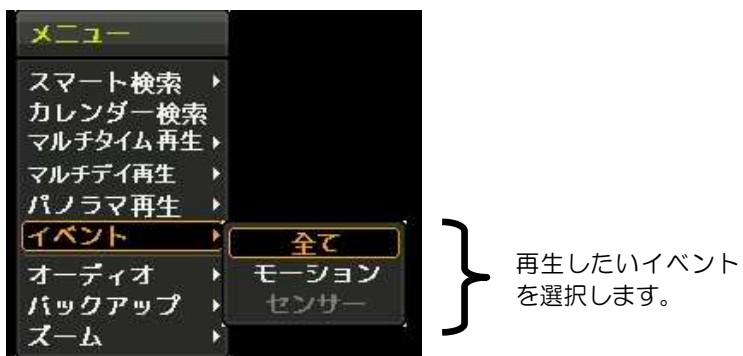 メニュー
スマート検索
カレンダー検索
マルチタイム再生
マルチデイ再生
パノラマ再生
イベント
全て
モーション
センサー
オーディオ
バックアップ
ズーム
再生したいイベント
を選択します。